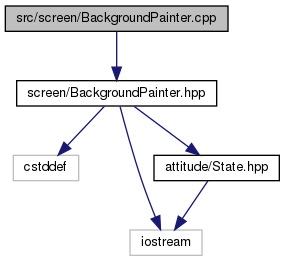 src/screen/BackgroundPainter.cpp
screen/BackgroundPainter.hpp
cstddef
attitude/State.hpp
iostream